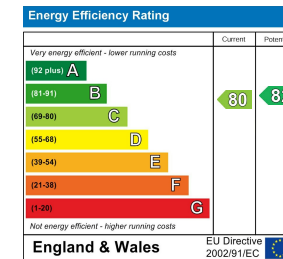 Energy Efficiency Rating
Current
Very energy efficient - lower running costs
(92 plus) A
(81-91) B
(69-80) C
(55-68) D
(39-54) E
(21-38) F
(1-20) G
80
Not energy efficient - higher running costs
England & Wales
EU Directive
2002/91/EC